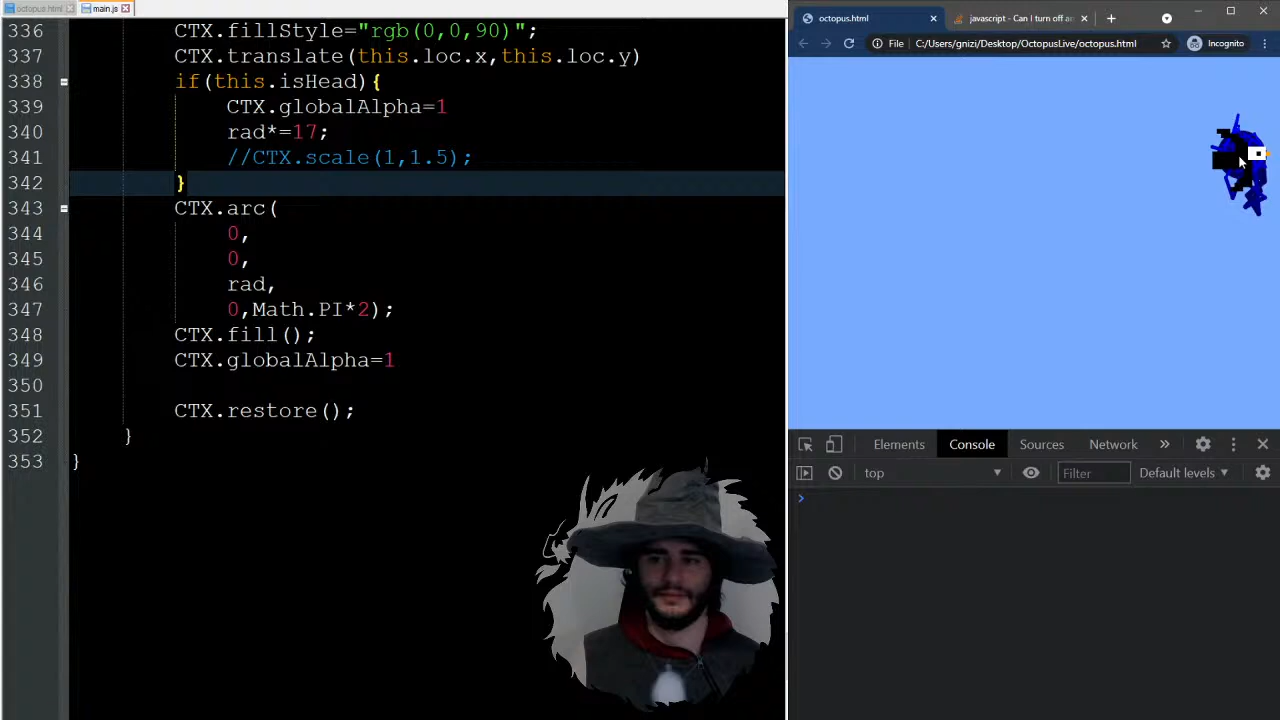 octopus.html
main.js
336 CTX.fillStyle="rgb(0,0,90)";
337 CTX.translate(this.loc.x,this.loc.y)
338 if(this.isHead){
339 CTX.globalAlpha=1
340 rad*=17;
341 //CTX.scale(1,1.5);
342 }
343 CTX.arc(
344 0,
345 0,
346 rad,
347 0,Math.PI*2);
348 CTX.fill();
349 CTX.globalAlpha=1
350
351 CTX.restore();
352 }
353 }
octopus.html
javascript - Can I turn off an
File C:/Users/gnizi/Desktop/OctopusLive/octopus.html
Incognito
Elements Console Sources Network
top Filter Default levels